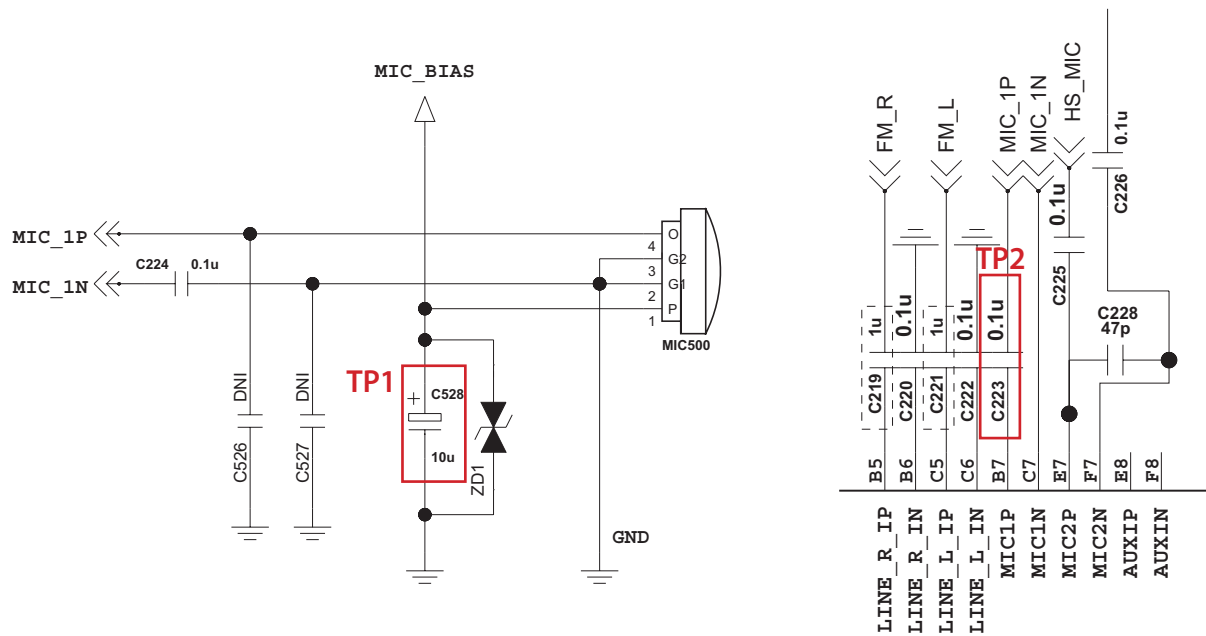 MIC_BIAS
MIC_1P
MIC_1N
C224
0.1u
O
4
G2
3
G1
2
P
1
MIC500
TP1
+
C528
10u
ZD1
DNI
C526
DNI
C527
GND
FM_R
FM_L
MIC_1P
MIC_1N
HS_MIC
0.1u
C226
TP2
0.1u
C225
1u
0.1u
1u
0.1u
0.1u
C228
47p
C219
C220
C221
C222
C223
B5
B6
C5
C6
B7
C7
E7
F7
E8
F8
LINE_R_IP
LINE_R_IN
LINE_L_IP
LINE_L_IN
MIC1P
MIC1N
MIC2P
MIC2N
AUXIP
AUXIN